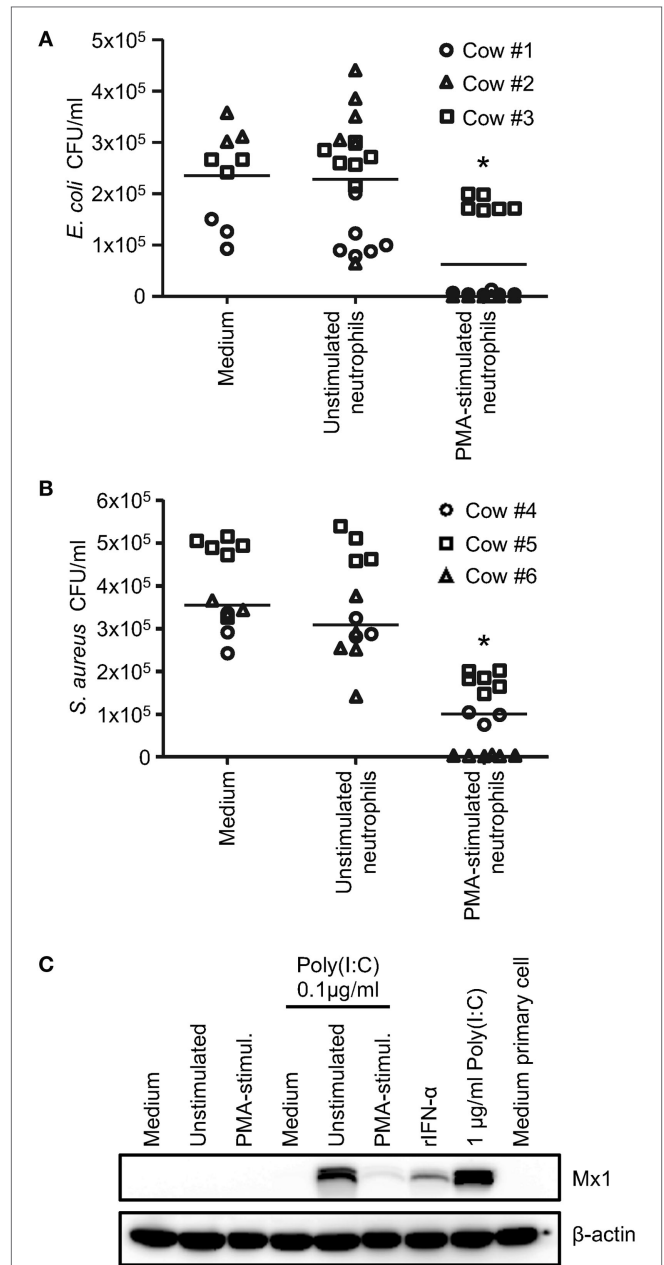 A
5x10⁵
4x10⁵
3x10⁵
2x10⁵
1x10⁵
0
E. coli CFU/ml
Cow #1
Cow #2
Cow #3
*
Medium
Unstimulated
neutrophils
PMA-stimulated
neutrophils
B
6x10⁵
5x10⁵
4x10⁵
3x10⁵
2x10⁵
1x10⁵
0
S. aureus CFU/ml
Cow #4
Cow #5
Cow #6
*
Medium
Unstimulated
neutrophils
PMA-stimulated
neutrophils
C
Poly(I:C)
0.1µg/ml
Medium
Unstimulated
PMA-stimul.
Medium
Unstimulated
PMA-stimul.
rIFN-α
1 µg/ml Poly(I:C)
Medium primary cell
Mx1
β-actin